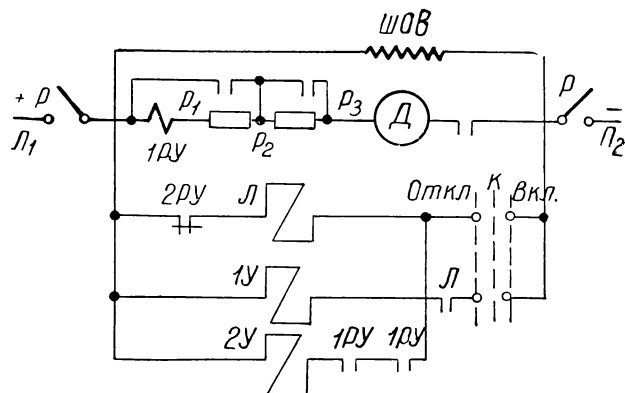 ШОВ
+ Р
Л₁
1РУ
Р₁
Р₂
Р₃
Д
Р
−
Л₂
2РУ
Л
Откл
К
Вкл.
1У
Л
2У
1РУ
1РУ